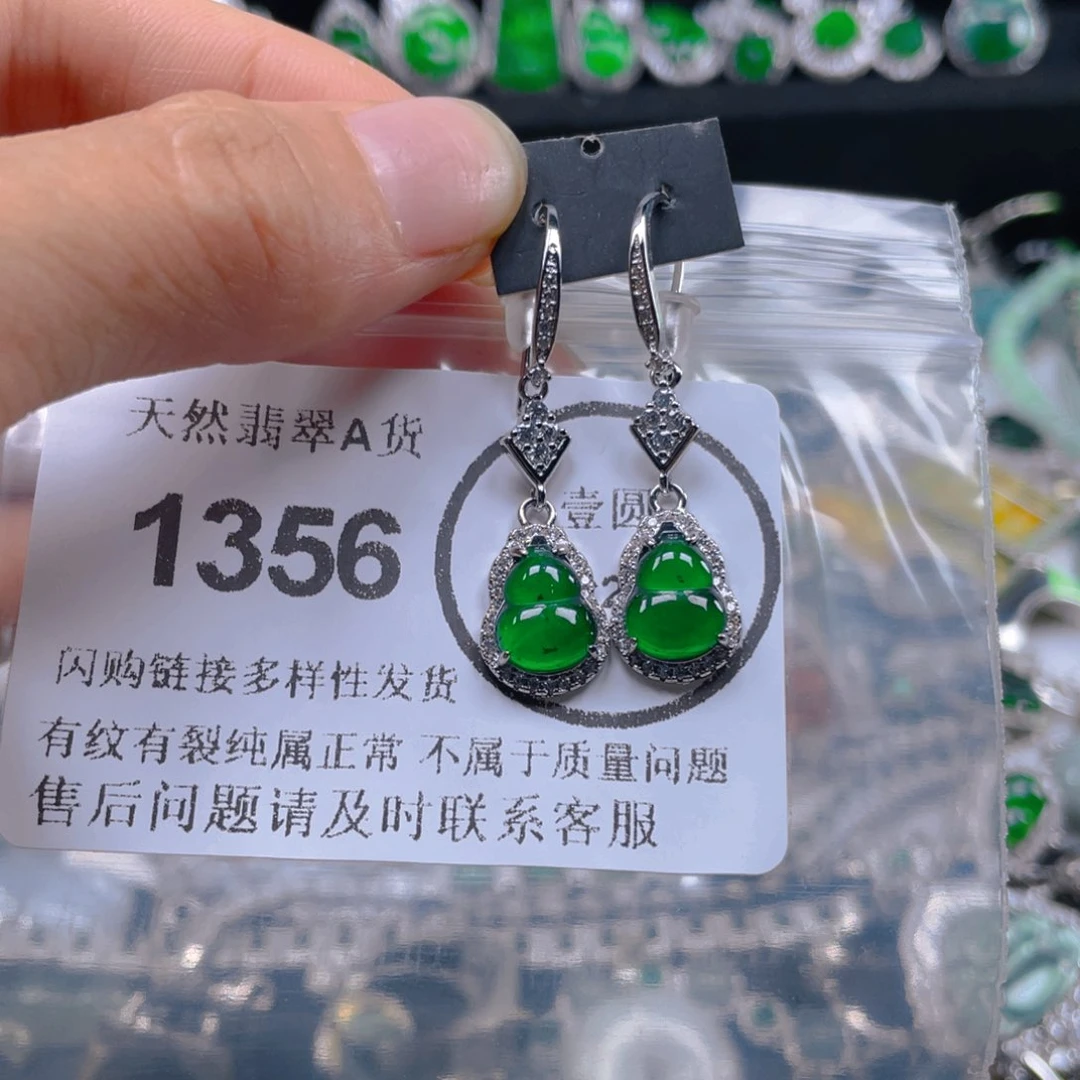 天然翡翠A货
壹圆
1356
闪购链接多样性发货
有纹有裂纯属正常 不属于质量问题
售后问题请及时联系客服